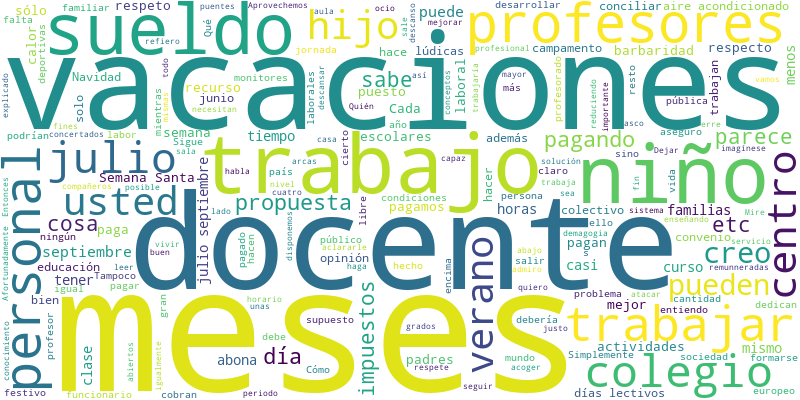 puentes Aprovechemos ocio desarrollar conciliar aire acondicionado
sólo familiar respeto Qué aula hijo sale descanso mejorar profesores
falta calor deportivas sueldo refiero jornada puede lúdicas campamento barbaridad respecto menos
vacaciones
explicado Navidad monitores hace sabe así conceptos laboral profesional profesorado reduciendo resto trabajan vamos
solo mientras todo recurso junio laborales descansar puesto Quién Cada año más trabajaría mayor importante pública
podrían concertados fines labor semana Sigue necesitan tiempo casa cierto escolares además asco aseguro erre
julio sala trabajo pagando sino Dejar parece imagínese
personal Semana Santa compañeros habla arcas país capaz hacer solución claro niño vida fin centro
Entonces usted posible cuatro nivel propuesta condiciones pagamos persona trabaja sea familias enseñando
cosa ningún paga vivir julio septiembre lado pagado hacen disponemos público libre horas colectivo ello sistema etc Mire
septiembre buen docente aclararle demagogia pagan s convenio servicio
Afortunadamente educación leer tampoco opinión haga hecho encima verano abajo salir admiro casi creo curso remunneradas
tener igual pagar quiero problema atacar pueden cantidad dedican
conocimiento bien profesor gran horario unas meses impuestos debería mejor entiendo
clase abiertos igualmente debe supuesto grados justo trabajar
abona día padres mundo actividades mismo
Cómo respete acoger Simplemente sociedad formarse
festivo funcionario cobran periodo seguir colegio días lectivos europeo